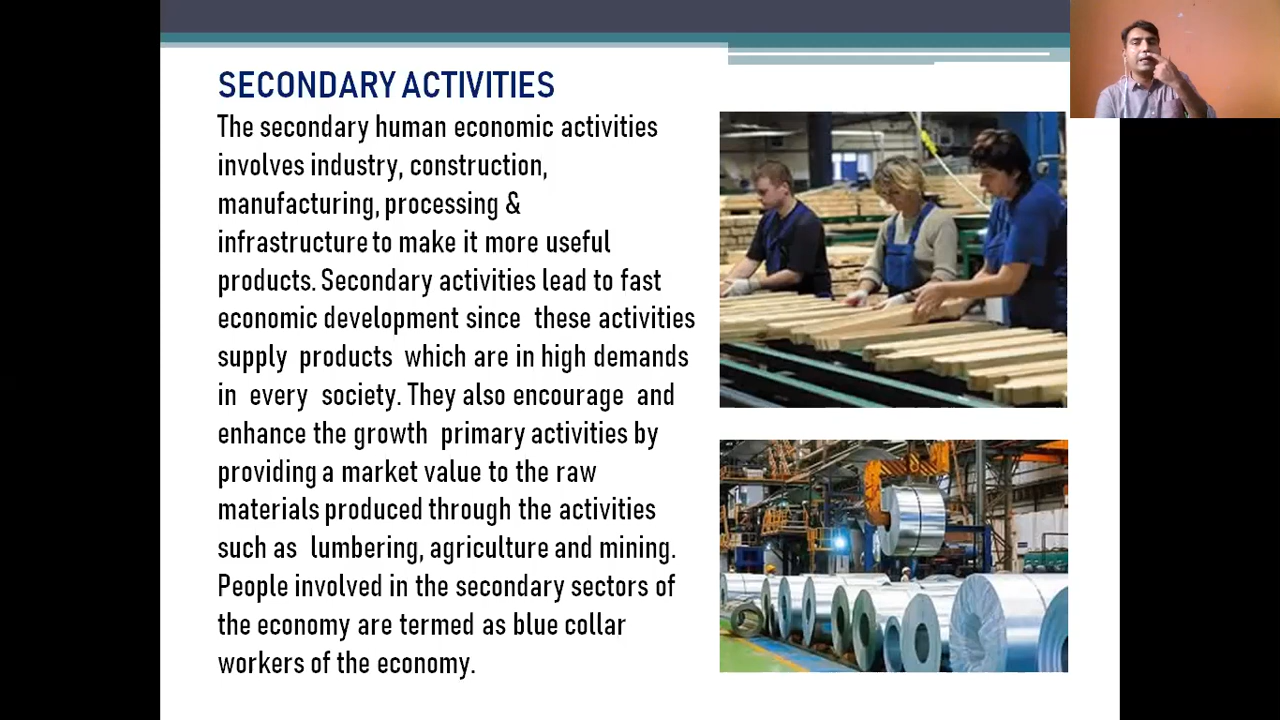 SECONDARY ACTIVITIES
The secondary human economic activities
involves industry, construction,
manufacturing, processing &
infrastructure to make it more useful
products. Secondary activities lead to fast
economic development since these activities
supply products which are in high demands
in every society. They also encourage and
enhance the growth primary activities by
providing a market value to the raw
materials produced through the activities
such as lumbering, agriculture and mining.
People involved in the secondary sectors of
the economy are termed as blue collar
workers of the economy.